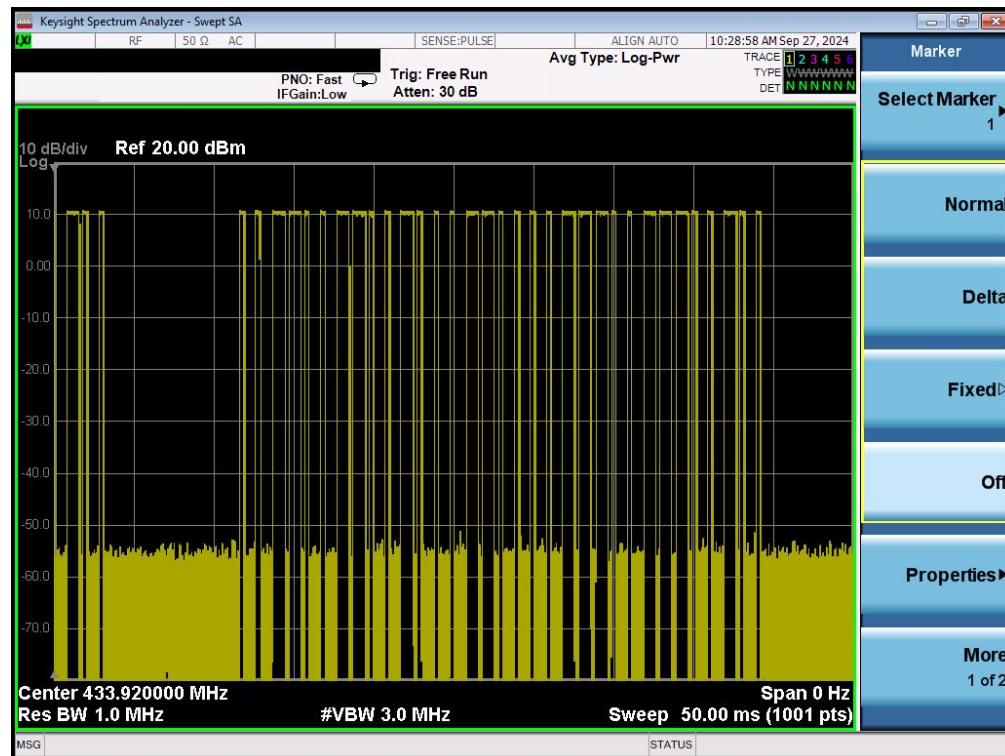 Keysight Spectrum Analyzer - Swept SA
LXI RF 50 Ω AC SENSE:PULSE ALIGN AUTO 10:28:58 AM Sep 27, 2024
Avg Type: Log-Pwr
TRACE 1 2 3 4 5 6
PNO: Fast Trig: Free Run
TYPE WWWWWW
IFGain:Low Atten: 30 dB
DET N N N N N N
10 dB/div Ref 20.00 dBm
Log
10.0
0.00
-10.0
-20.0
-30.0
-40.0
-50.0
-60.0
-70.0
Center 433.920000 MHz Span 0 Hz
Res BW 1.0 MHz #VBW 3.0 MHz Sweep 50.00 ms (1001 pts)
MSG STATUS
Marker
Select Marker
1
Normal
Delta
Fixed
Off
Properties
More
1 of 2